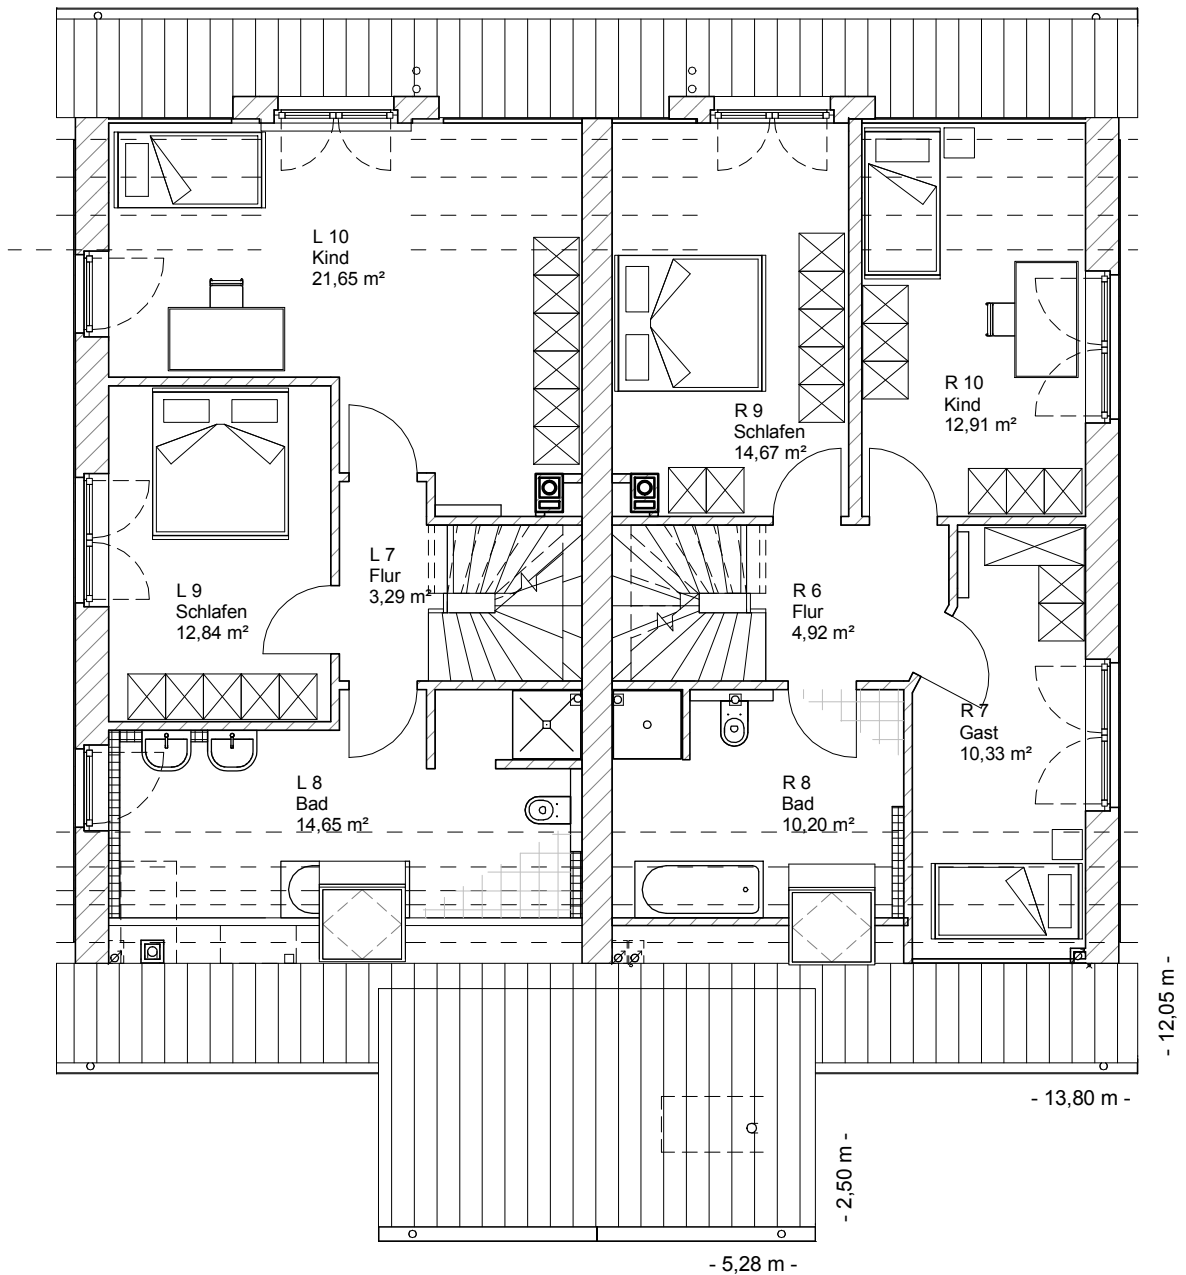 L 10
Kind
21,65 m²
R 9
Schlafen
14,67 m²
R 10
Kind
12,91 m²
L 7
Flur
3,29 m²
L 9
Schlafen
12,84 m²
R 6
Flur
4,92 m²
R 7
Gast
10,33 m²
L 8
Bad
14,65 m²
R 8
Bad
10,20 m²
- 12,05 m -
- 13,80 m -
- 2,50 m -
- 5,28 m -